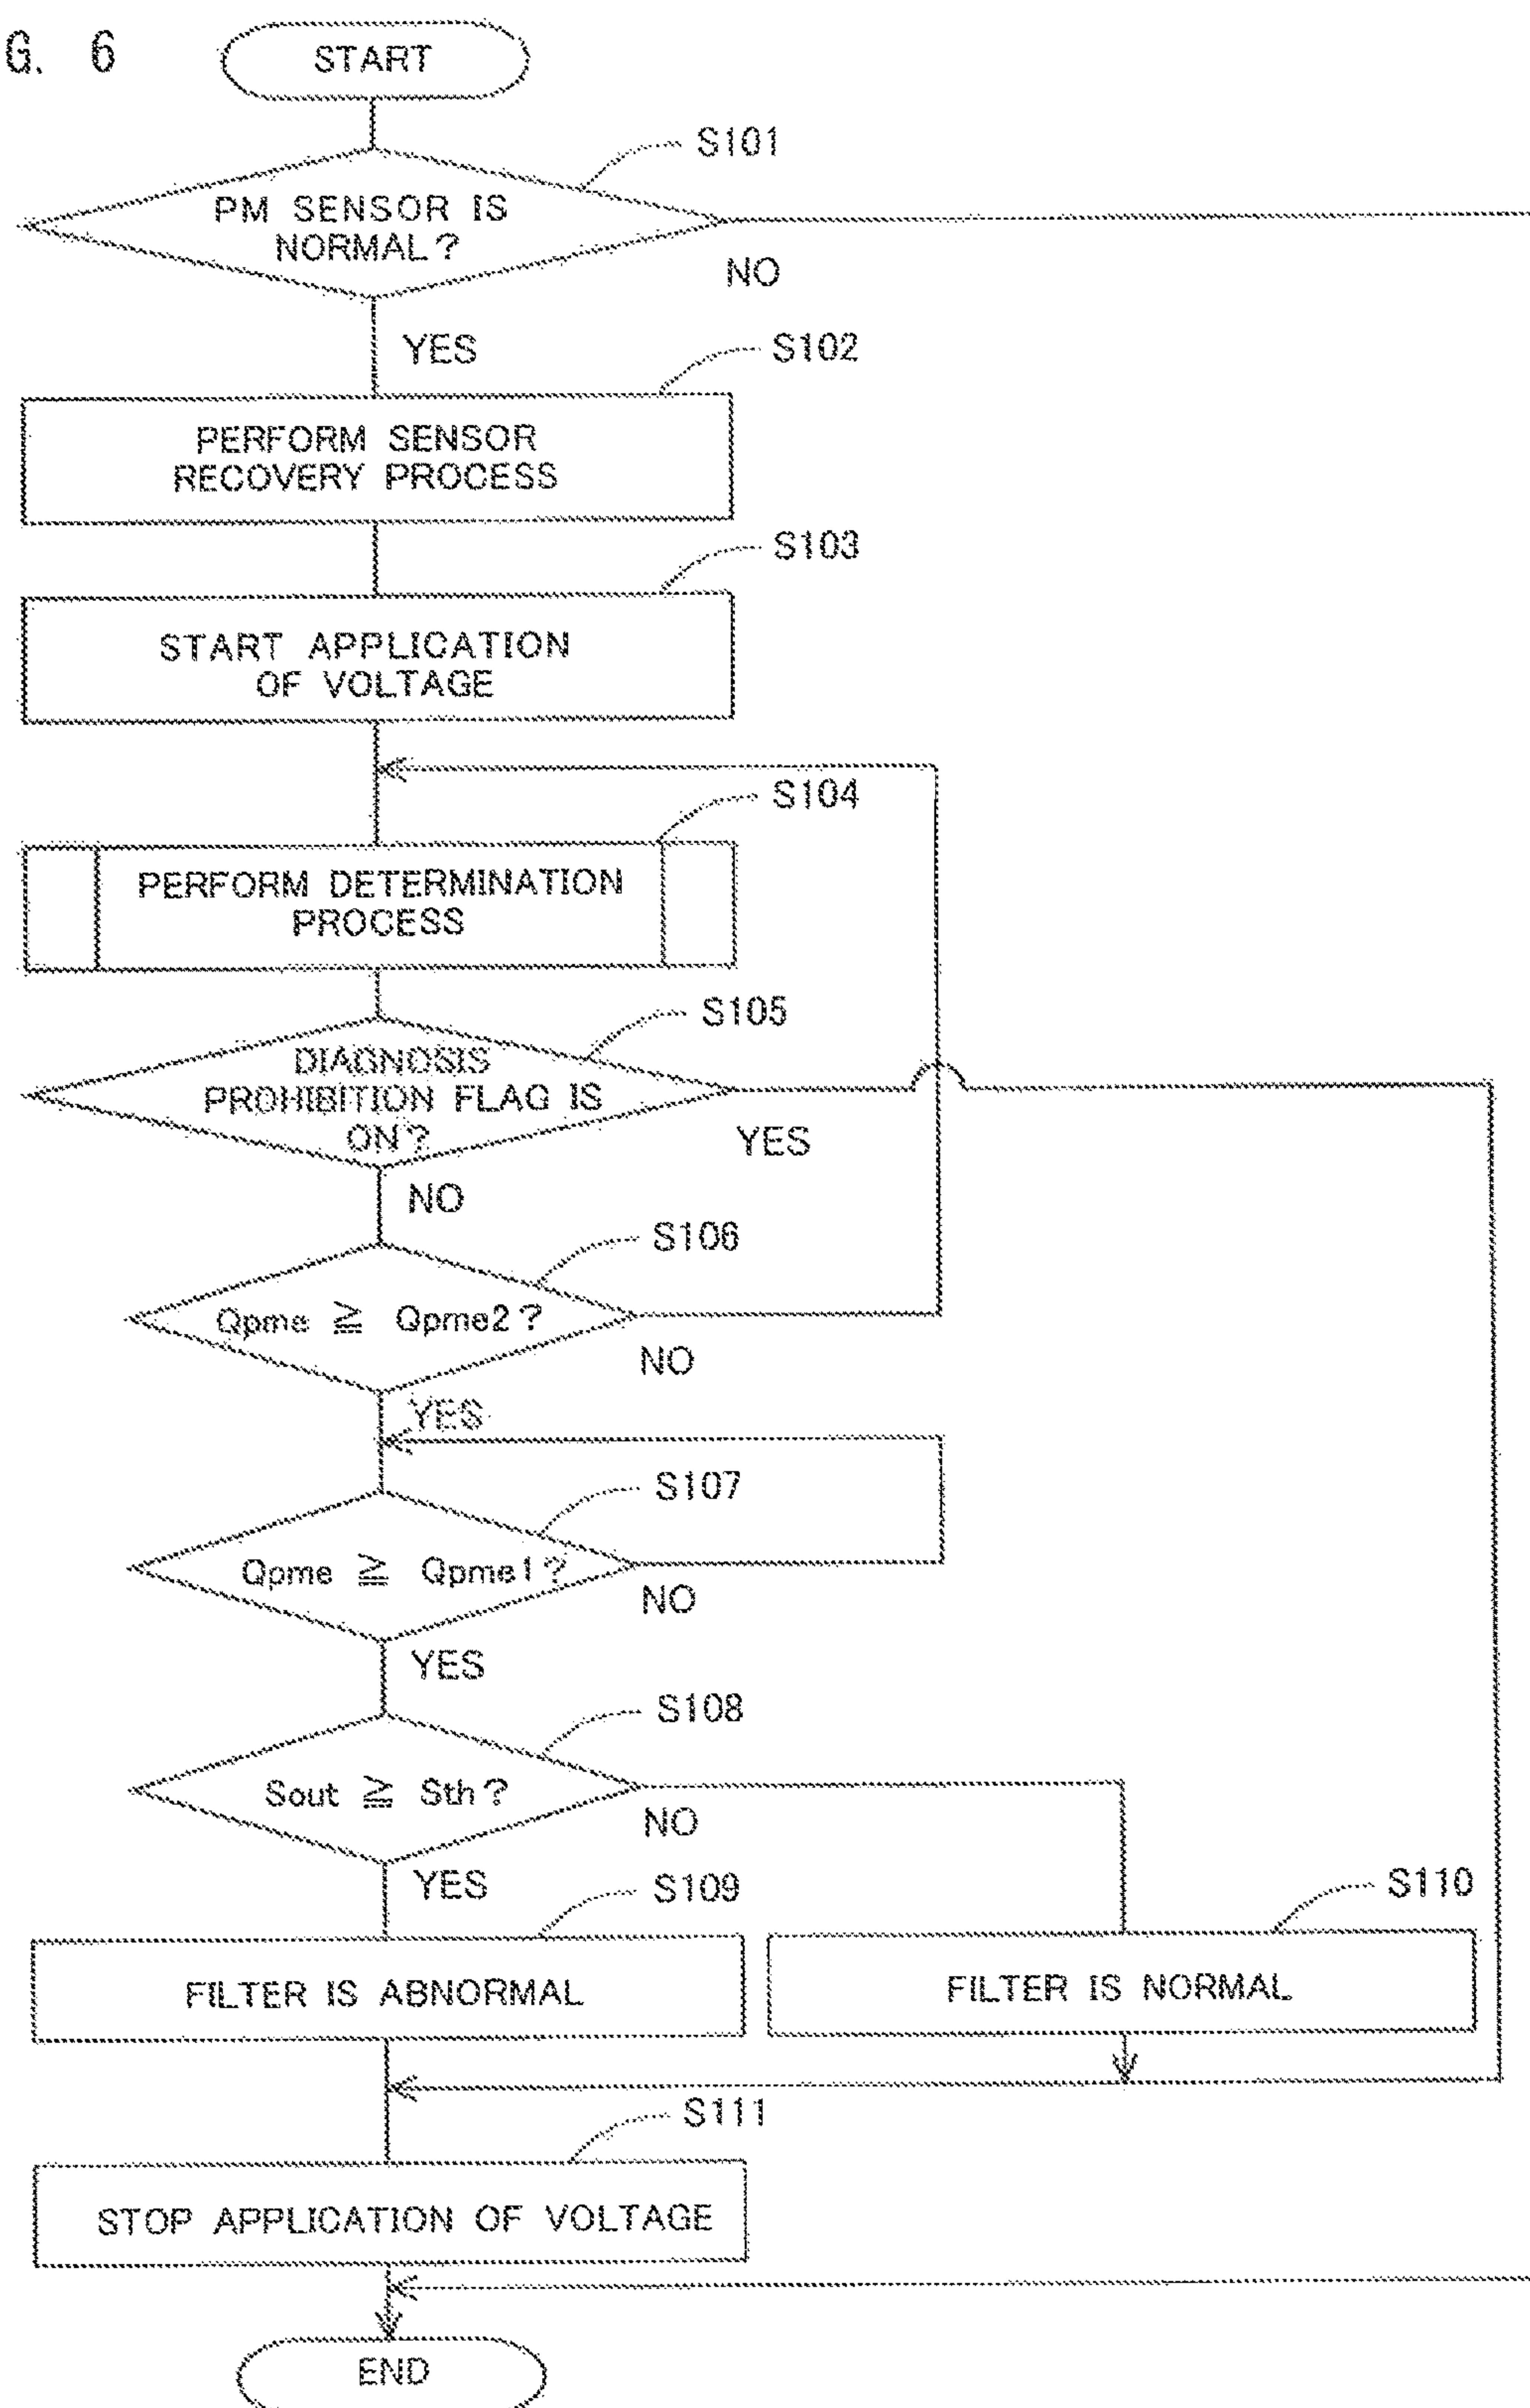 G. 6
START
S101
PM SENSOR IS
NORMAL?
NO
YES
S102
PERFORM SENSOR
RECOVERY PROCESS
S103
START APPLICATION
OF VOLTAGE
S104
PERFORM DETERMINATION
PROCESS
S105
DIAGNOSIS
PROHIBITION FLAG IS
ON?
YES
NO
S106
Qpme ≧ Qpme2?
NO
YES
S107
Qpme ≧ Qpme1?
NO
YES
S108
Sout ≧ Sth?
NO
YES
S109
S110
FILTER IS ABNORMAL
FILTER IS NORMAL
S111
STOP APPLICATION OF VOLTAGE
END